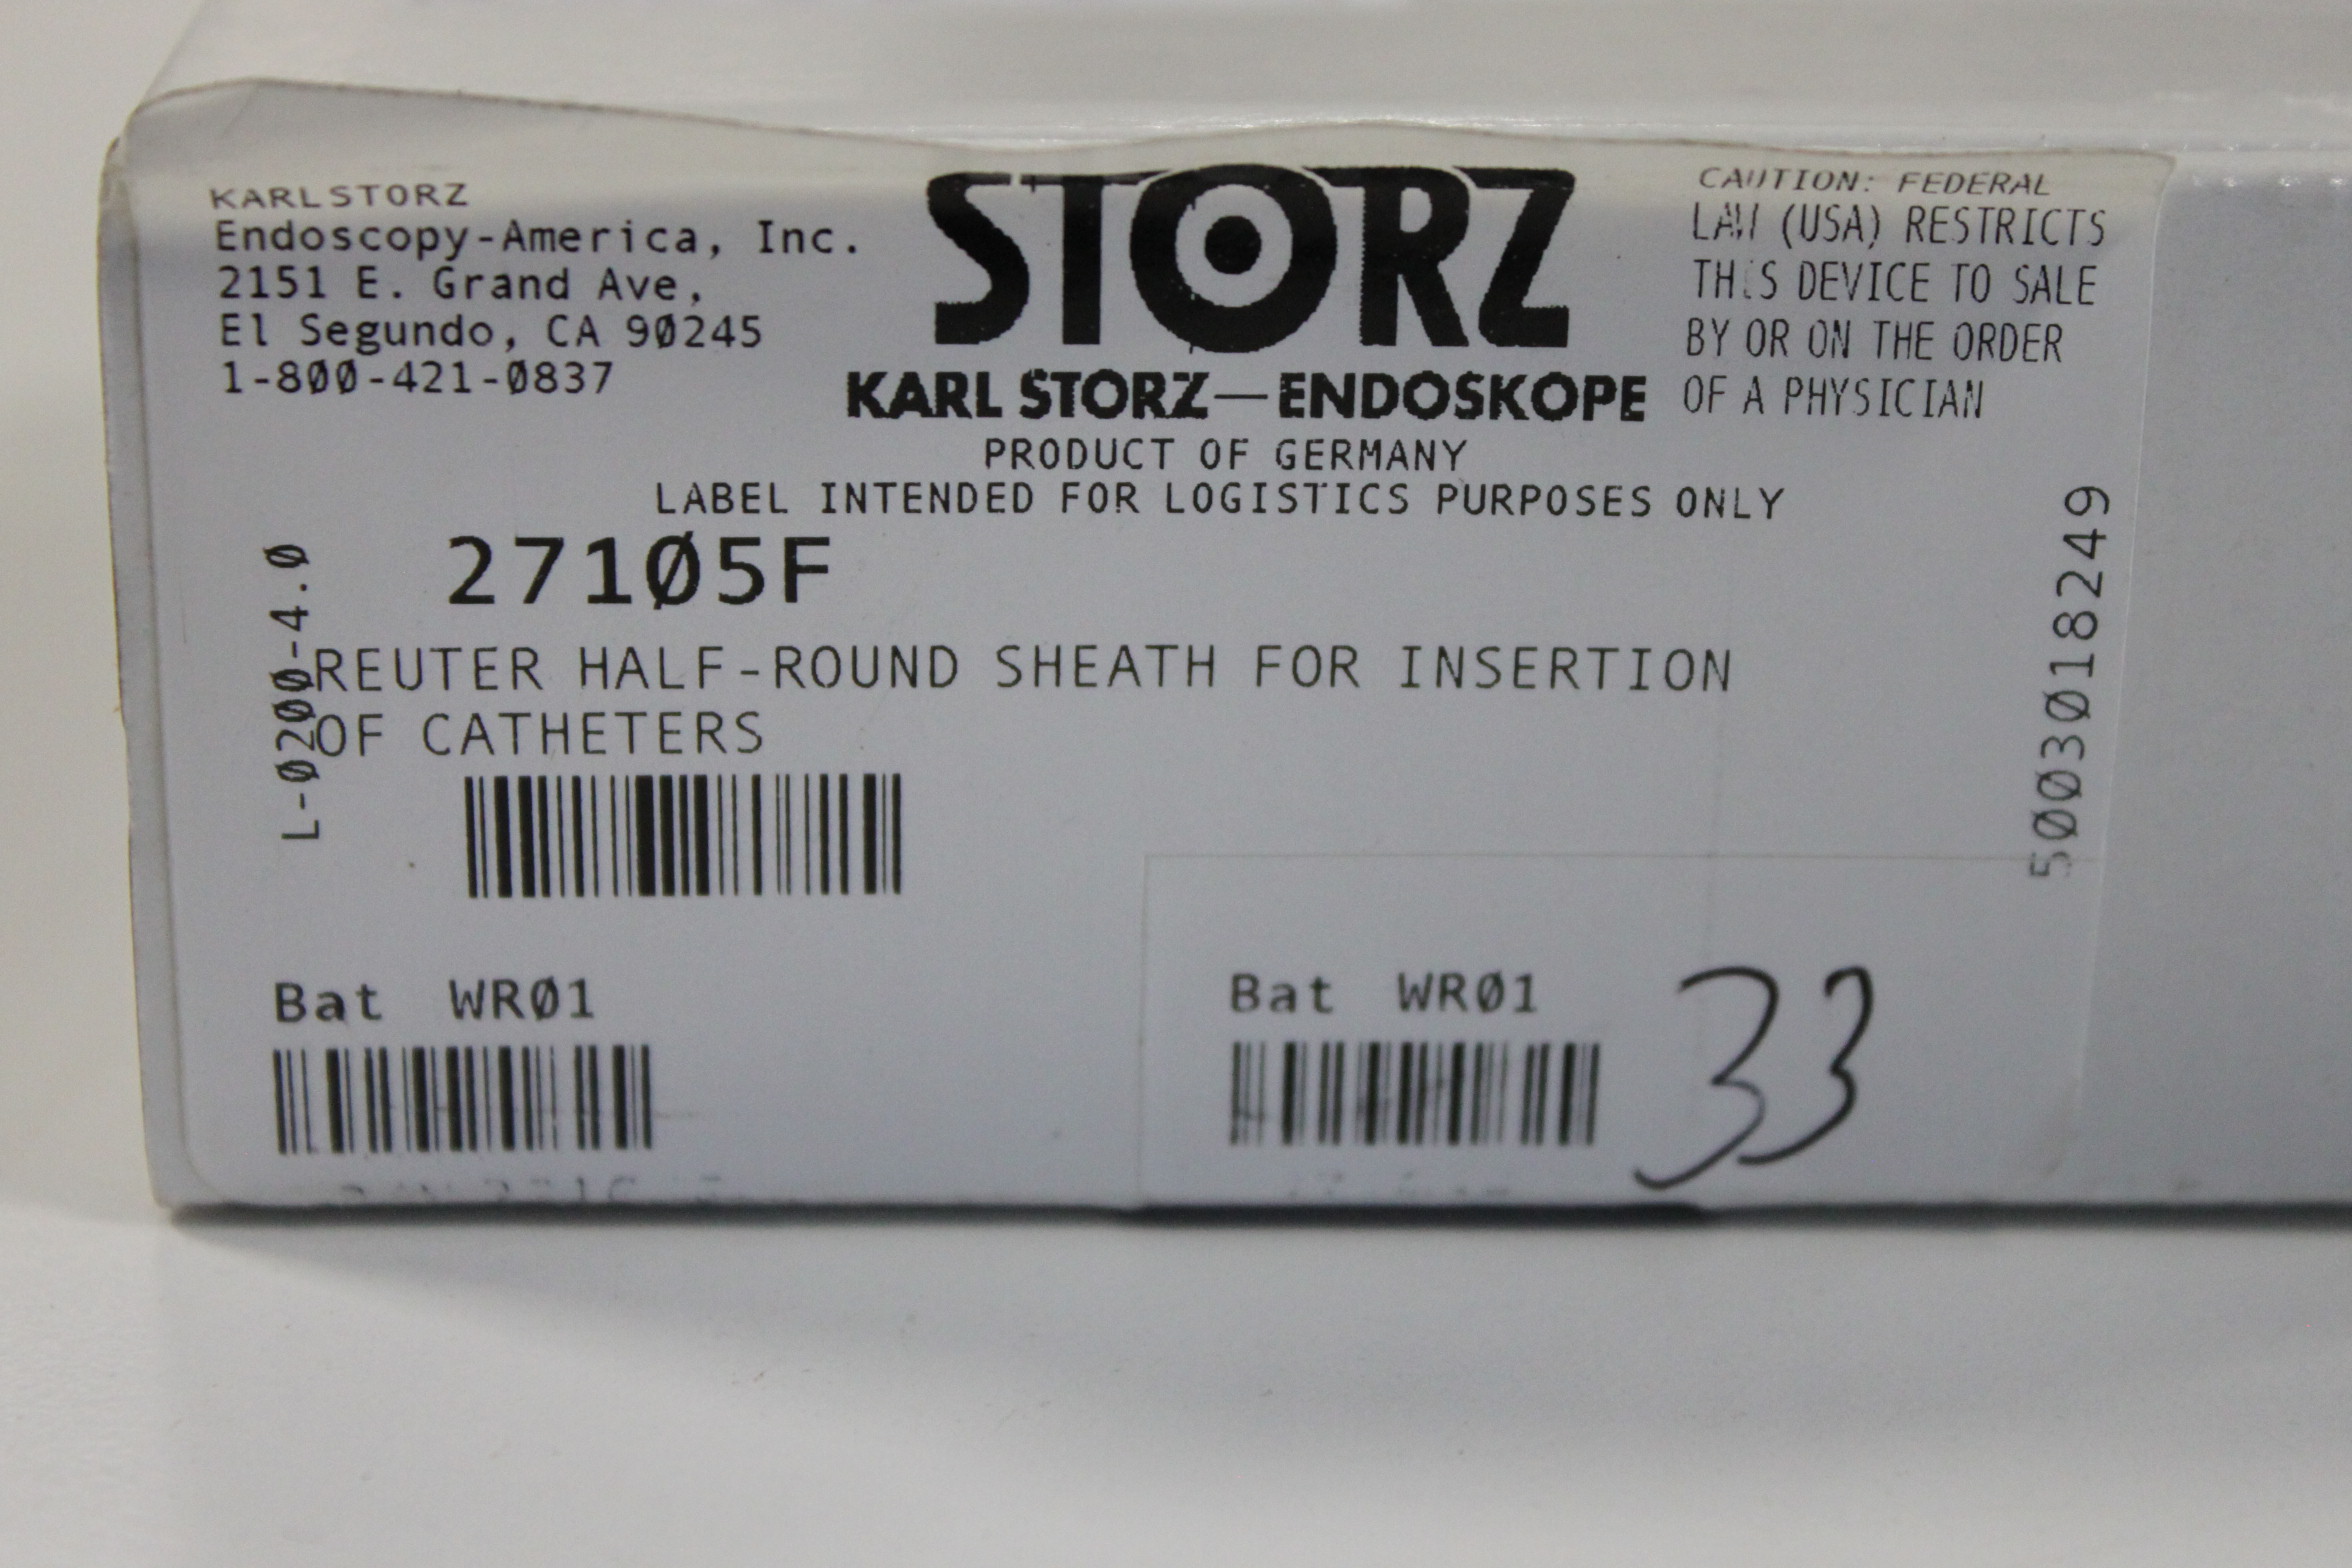 KARL STORZ
Endoscopy-America, Inc.
2151 E. Grand Ave,
El Segundo, CA 90245
1-800-421-0837
STORZ
KARL STORZ—ENDOSKOPE
CAUTION: FEDERAL
LAW (USA) RESTRICTS
THIS DEVICE TO SALE
BY OR ON THE ORDER
OF A PHYSICIAN
PRODUCT OF GERMANY
LABEL INTENDED FOR LOGISTICS PURPOSES ONLY
27105F
L-0200-4.0
REUTER HALF-ROUND SHEATH FOR INSERTION
OF CATHETERS
5003018249
Bat WR01
Bat WR01
33